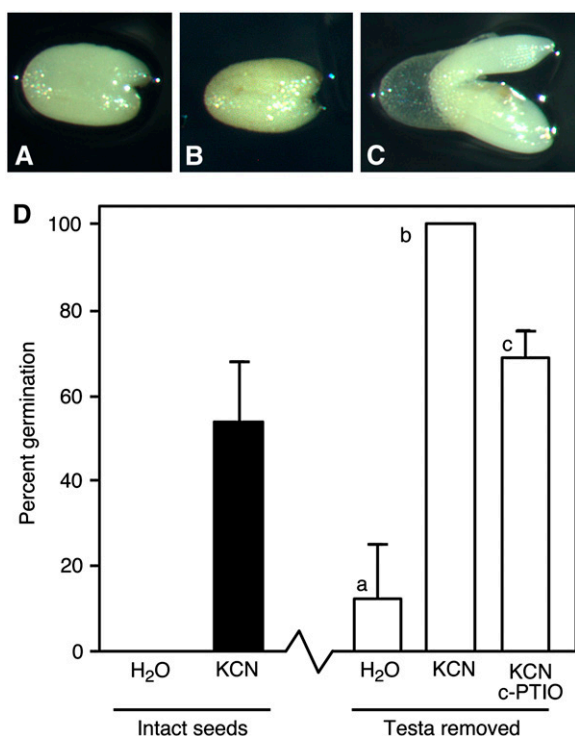 A B C
D
100
b
80
c
Percent germination
60
40
20
a
0
H₂O KCN H₂O KCN KCN
c-PTIO
Intact seeds Testa removed